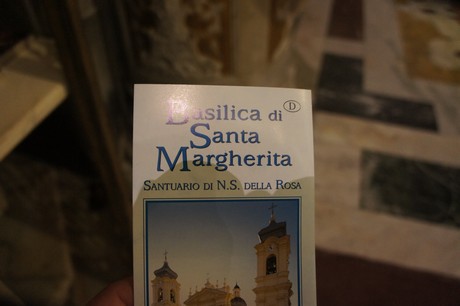 Basilica di
D
Santa
Margherita
SANTUARIO DI N.S. DELLA ROSA